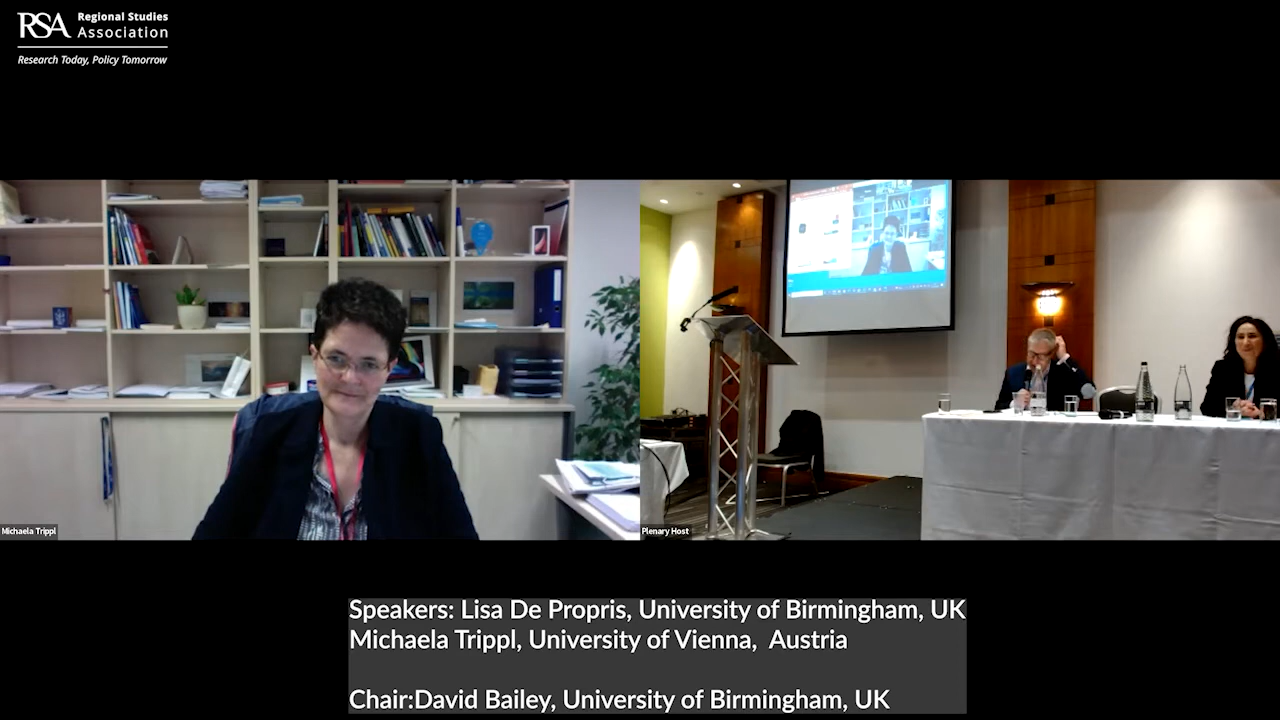 RSA Regional Studies
Association
Research Today, Policy Tomorrow
Michaela Trippl
Plenary Host
Speakers: Lisa De Propris, University of Birmingham, UK
Michaela Trippl, University of Vienna,  Austria
Chair:David Bailey, University of Birmingham, UK